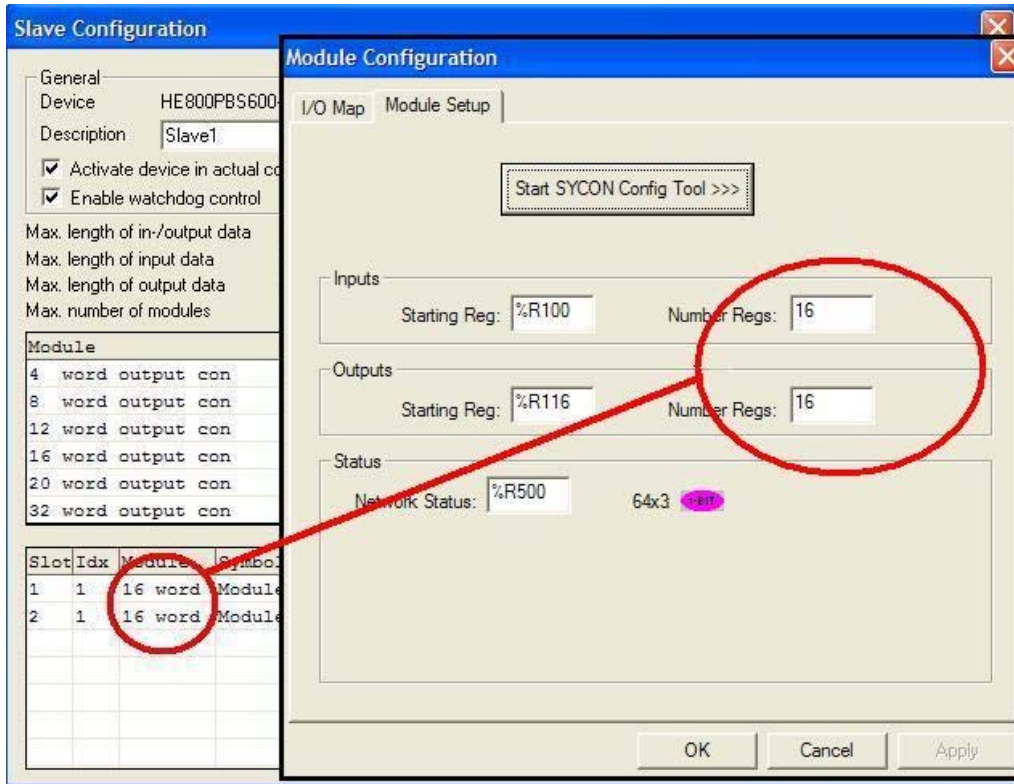 Slave Configuration
General
Device HE800PBS600-
Description Slave1
Activate device in actual co
Enable watchdog control
Max. length of in-/output data
Max. length of input data
Max. length of output data
Max. number of modules
Module
4 word output con
8 word output con
12 word output con
16 word output con
20 word output con
32 word output con
Slot Idx Module Symbol
1 1 16 word Module
2 1 16 word Module
Module Configuration
I/O Map Module Setup
Start SYCON Config Tool >>>
Inputs
Starting Reg: %R100 Number Regs: 16
Outputs
Starting Reg: %R116 Number Regs: 16
Status
Network Status: %R500 64x3 1-BIT
OK Cancel Apply